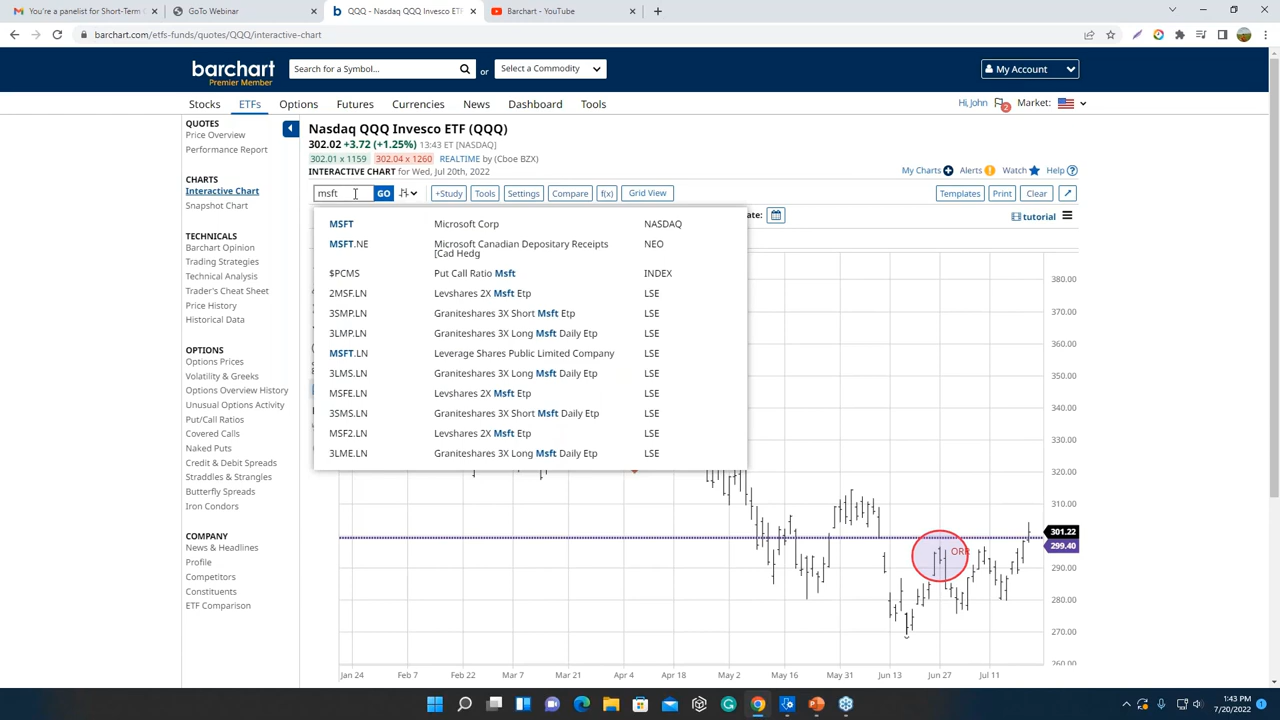 You're a panelist for Short-Term
GoTo Webinar
QQQ - Nasdaq QQQ Invesco ETF
Barchart - YouTube
barchart.com/etfs-funds/quotes/QQQ/interactive-chart
barchart
Premier Member
Search for a Symbol...
or
Select a Commodity
My Account
Stocks
ETFs
Options
Futures
Currencies
News
Dashboard
Tools
Hi, John
2
Market:
QUOTES
Price Overview
Performance Report
CHARTS
Interactive Chart
Snapshot Chart
TECHNICALS
Barchart Opinion
Trading Strategies
Technical Analysis
Trader's Cheat Sheet
Price History
Historical Data
OPTIONS
Options Prices
Volatility & Greeks
Options Overview History
Unusual Options Activity
Put/Call Ratios
Covered Calls
Naked Puts
Credit & Debit Spreads
Straddles & Strangles
Butterfly Spreads
Iron Condors
COMPANY
News & Headlines
Profile
Competitors
Constituents
ETF Comparison
Nasdaq QQQ Invesco ETF (QQQ)
302.02 +3.72 (+1.25%) 13:43 ET [NASDAQ]
302.01 x 1159 302.04 x 1260 REALTIME by (Cboe BZX)
INTERACTIVE CHART for Wed, Jul 20th, 2022
My Charts Alerts Watch Help
msft GO +Study Tools Settings Compare f(x) Grid View Templates Print Clear
te: tutorial
MSFT Microsoft Corp NASDAQ
MSFT.NE Microsoft Canadian Depositary Receipts [Cad Hedg NEO
$PCMS Put Call Ratio Msft INDEX
2MSF.LN Levshares 2X Msft Etp LSE
3SMP.LN Graniteshares 3X Short Msft Etp LSE
3LMP.LN Graniteshares 3X Long Msft Daily Etp LSE
MSFT.LN Leverage Shares Public Limited Company LSE
3LMS.LN Graniteshares 3X Long Msft Daily Etp LSE
MSFE.LN Levshares 2X Msft Etp LSE
3SMS.LN Graniteshares 3X Short Msft Daily Etp LSE
MSF2.LN Levshares 2X Msft Etp LSE
3LME.LN Graniteshares 3X Long Msft Daily Etp LSE
380.00
370.00
360.00
350.00
340.00
330.00
320.00
310.00
301.22
299.40
290.00
280.00
270.00
260.00
ORR
Jan 24 Feb 7 Feb 22 Mar 7 Mar 21 Apr 4 Apr 18 May 2 May 16 May 31 Jun 13 Jun 27 Jul 11
1:43 PM
7/20/2022